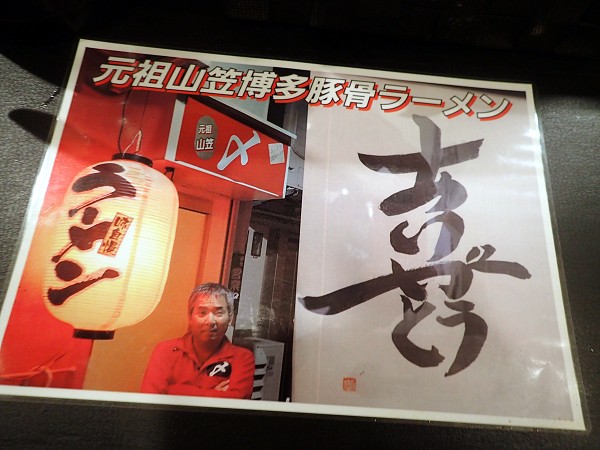 元祖山笠博多豚骨ラーメン
元祖
山笠
〆
ラーメン
〆
ありがとう